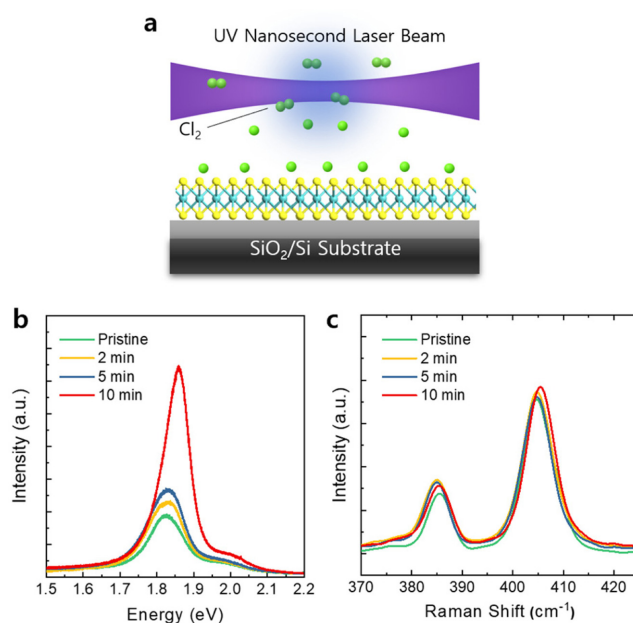 a
UV Nanosecond Laser Beam
Cl₂
SiO₂/Si Substrate
b
Pristine
2 min
5 min
10 min
Intensity (a.u.)
1.5 1.6 1.7 1.8 1.9 2.0 2.1 2.2
Energy (eV)
c
Pristine
2 min
5 min
10 min
Intensity (a.u.)
370 380 390 400 410 420
Raman Shift (cm⁻¹)